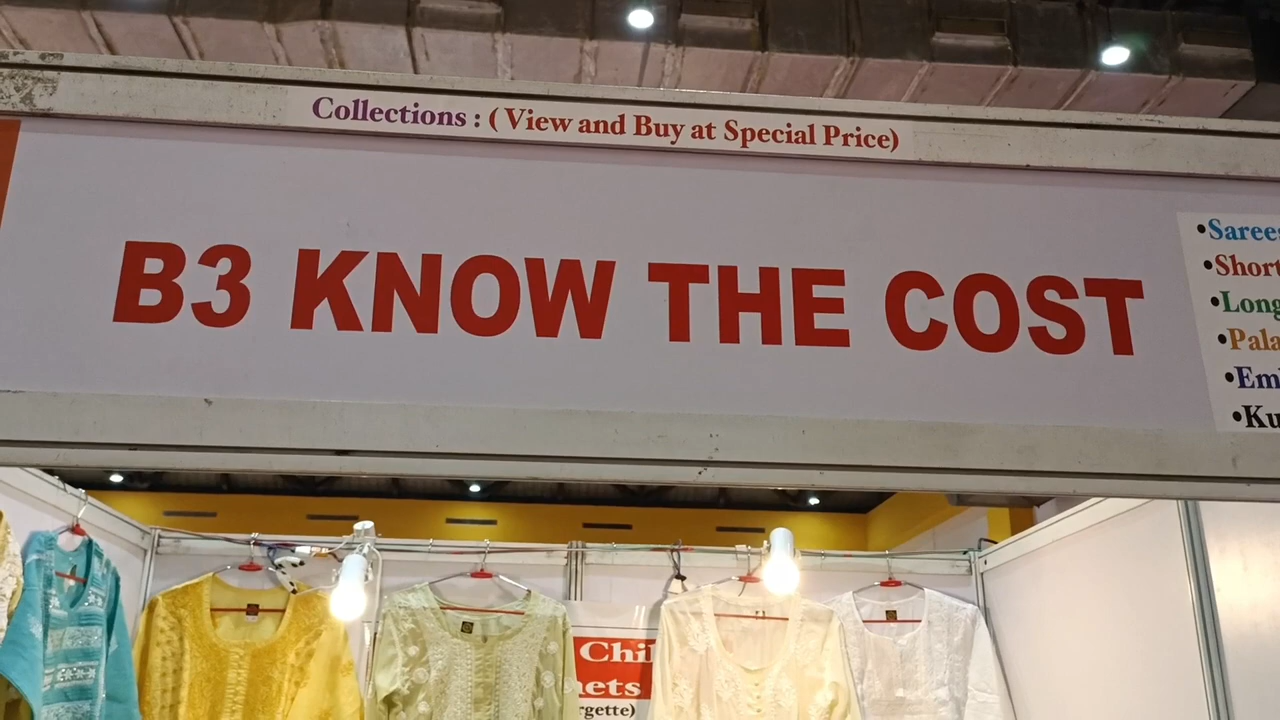 Collections : ( View and Buy at Special Price)
B3 KNOW THE COST
•Saree
•Short
•Long
•Pala
•Em
•Ku
Chi
nets
rgette)